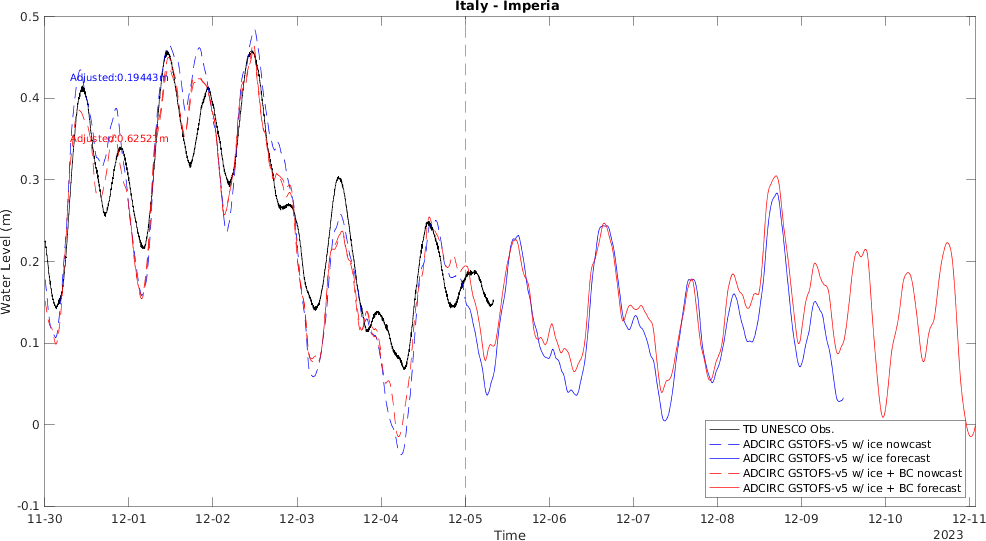 Italy - Imperia
0.5
0.4
0.3
0.2
0.1
0
-0.1
Water Level (m)
Adjusted:0.19443m
Adjusted:0.62521m
TD UNESCO Obs.
ADCIRC GSTOFS-v5 w/ ice nowcast
ADCIRC GSTOFS-v5 w/ ice forecast
ADCIRC GSTOFS-v5 w/ ice + BC nowcast
ADCIRC GSTOFS-v5 w/ ice + BC forecast
11-30 12-01 12-02 12-03 12-04 12-05 12-06 12-07 12-08 12-09 12-10 12-11
Time
2023